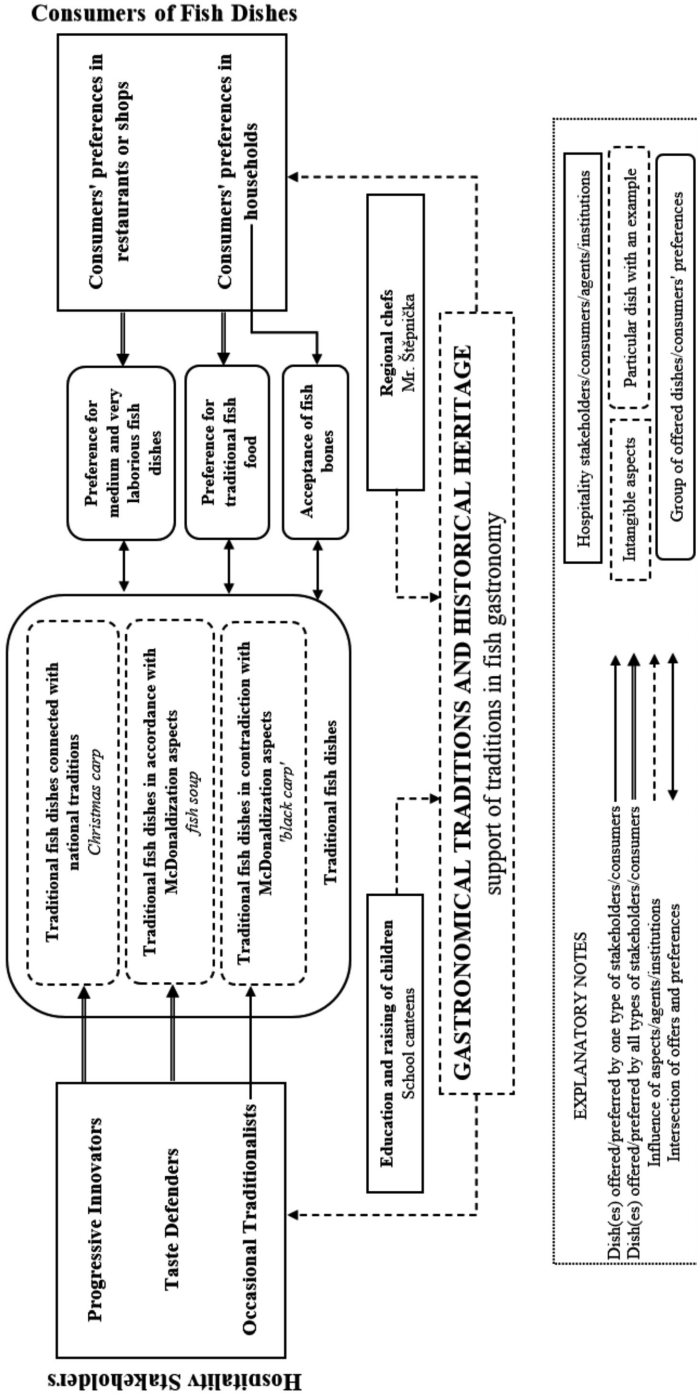 Hospitality Stakeholders
Progressive Innovators
Taste Defenders
Occasional Traditionalists
Traditional fish dishes connected with
national traditions
Christmas carp
Traditional fish dishes in accordance with
McDonaldization aspects
fish soup
Traditional fish dishes in contradiction with
McDonaldization aspects
'black carp'
Traditional fish dishes
Preference for
medium and very
laborious fish
dishes
Preference for
traditional fish
food
Acceptance of fish
bones
Consumers of Fish Dishes
Consumers' preferences in
restaurants or shops
Consumers' preferences in
households
Education and raising of children
School canteens
Regional chefs
Mr. Štěpnička
GASTRONOMICAL TRADITIONS AND HISTORICAL HERITAGE
support of traditions in fish gastronomy
EXPLANATORY NOTES
Dish(es) offered/preferred by one type of stakeholders/consumers
Dish(es) offered/preferred by all types of stakeholders/consumers
Influence of aspects/agents/institutions
Intersection of offers and preferences
Hospitality stakeholders/consumers/agents/institutions
Intangible aspects
Particular dish with an example
Group of offered dishes/consumers' preferences